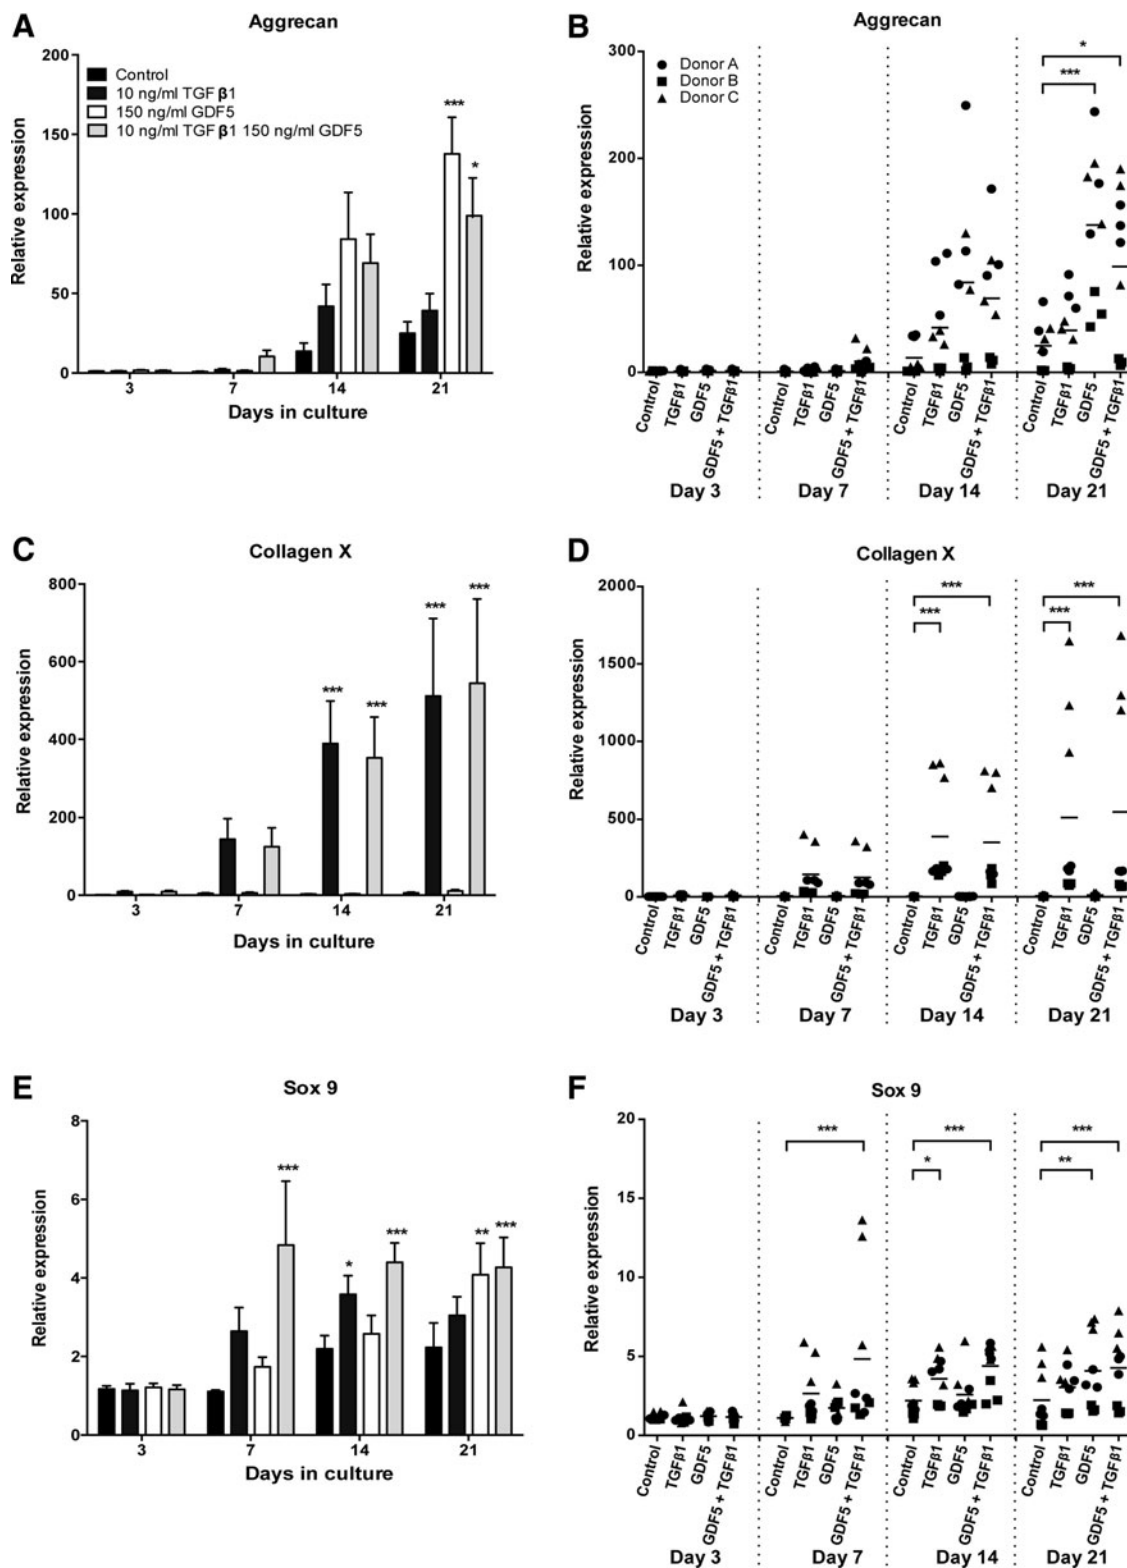 A
Aggrecan
Relative expression
200
150
100
50
0
Control
10 ng/ml TGFβ1
150 ng/ml GDF5
10 ng/ml TGFβ1 150 ng/ml GDF5
***
*
3 7 14 21
Days in culture
B
Aggrecan
Relative expression
300
200
100
0
Donor A
Donor B
Donor C
*
***
Control TGFβ1 GDF5 GDF5 + TGFβ1 Control TGFβ1 GDF5 GDF5 + TGFβ1 Control TGFβ1 GDF5 GDF5 + TGFβ1 Control TGFβ1 GDF5 GDF5 + TGFβ1
Day 3 Day 7 Day 14 Day 21
C
Collagen X
Relative expression
800
600
400
200
0
*** *** *** ***
3 7 14 21
Days in culture
D
Collagen X
Relative expression
2000
1500
1000
500
0
*** ***
*** ***
Control TGFβ1 GDF5 GDF5 + TGFβ1 Control TGFβ1 GDF5 GDF5 + TGFβ1 Control TGFβ1 GDF5 GDF5 + TGFβ1 Control TGFβ1 GDF5 GDF5 + TGFβ1
Day 3 Day 7 Day 14 Day 21
E
Sox 9
Relative expression
8
6
4
2
0
*** * *** ** ***
3 7 14 21
Days in culture
F
Sox 9
Relative expression
20
15
10
5
0
*** *** ***
* **
Control TGFβ1 GDF5 GDF5 + TGFβ1 Control TGFβ1 GDF5 GDF5 + TGFβ1 Control TGFβ1 GDF5 GDF5 + TGFβ1 Control TGFβ1 GDF5 GDF5 + TGFβ1
Day 3 Day 7 Day 14 Day 21